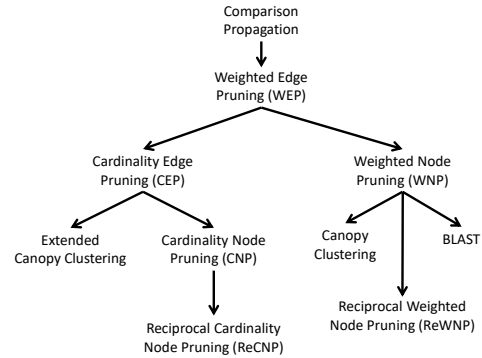 Comparison
Propagation
Weighted Edge
Pruning (WEP)
Cardinality Edge
Pruning (CEP)
Weighted Node
Pruning (WNP)
Extended
Canopy Clustering
Cardinality Node
Pruning (CNP)
Canopy
Clustering
BLAST
Reciprocal Cardinality
Node Pruning (ReCNP)
Reciprocal Weighted
Node Pruning (ReWNP)